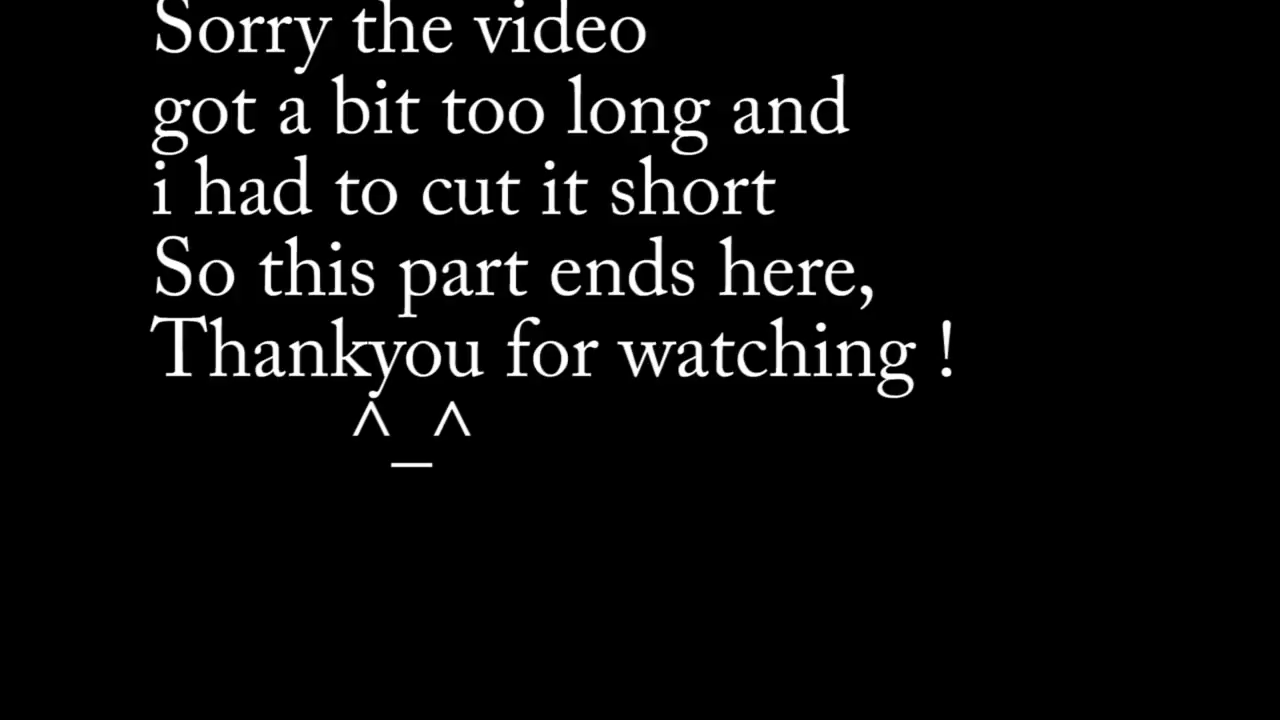 Sorry the video
got a bit too long and
i had to cut it short
So this part ends here,
Thankyou for watching !
^_^